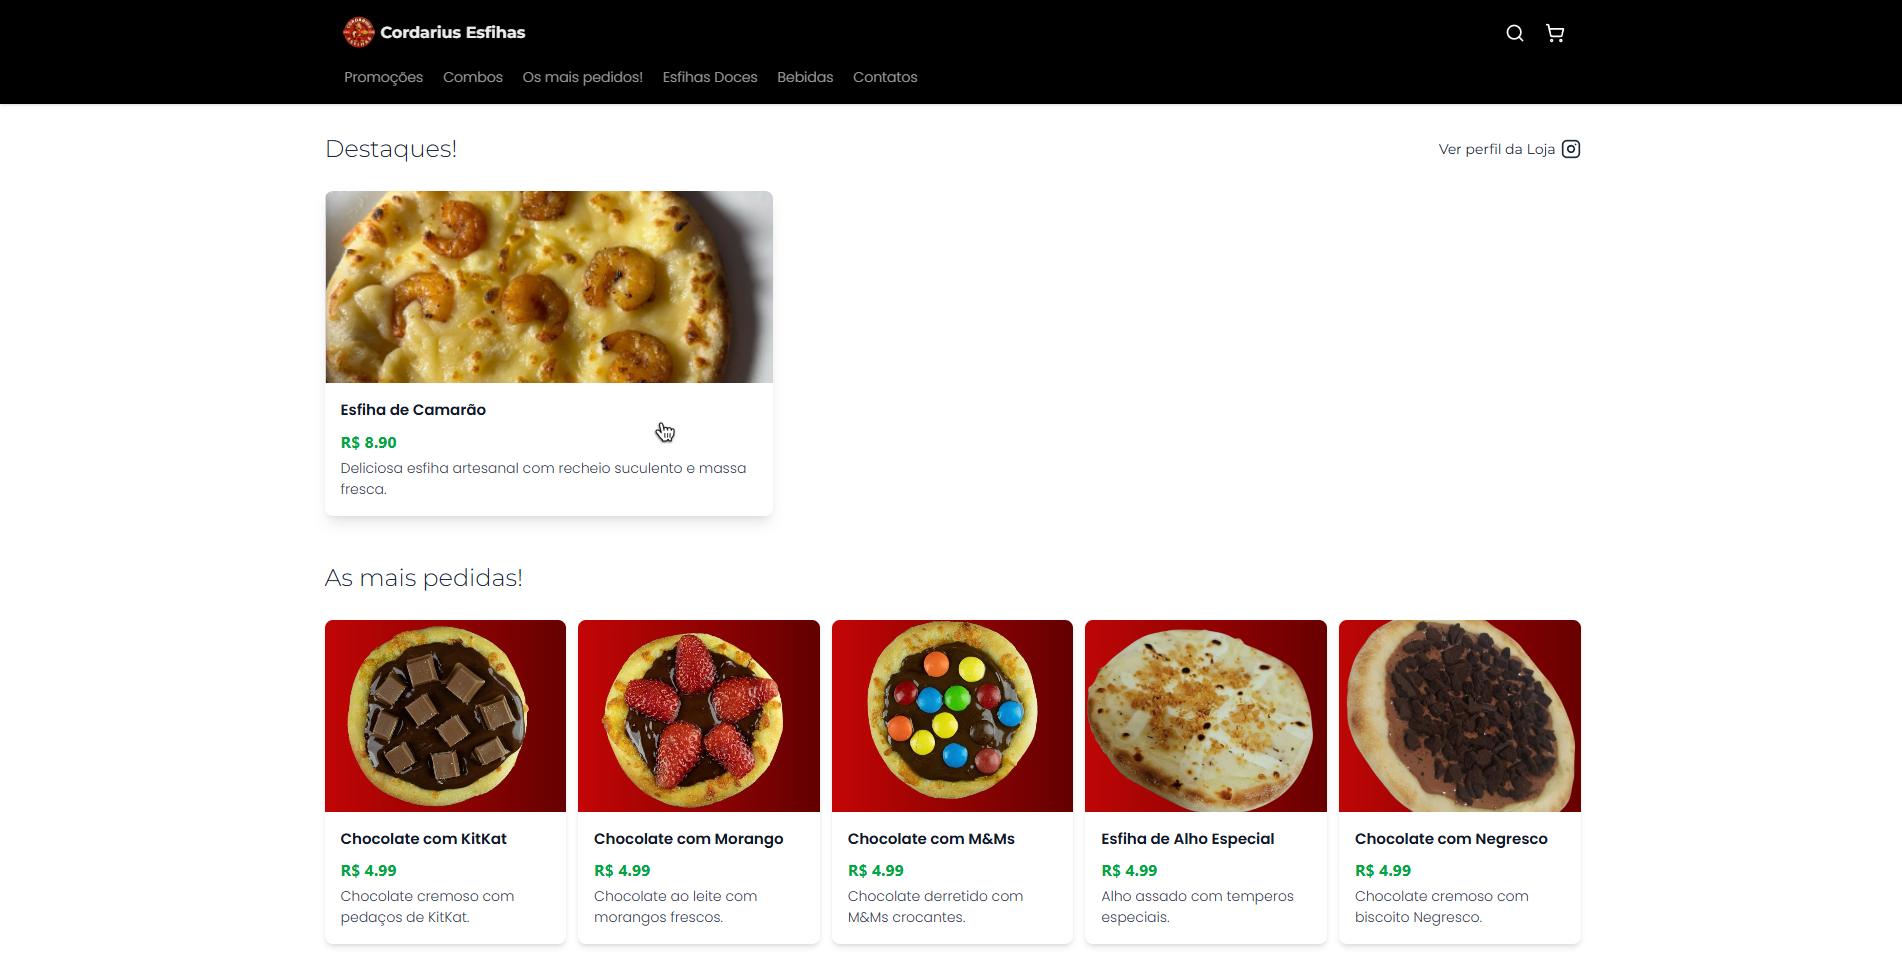 Cordarius Esfihas
Promoções Combos Os mais pedidos! Esfihas Doces Bebidas Contatos
Destaques!
Ver perfil da Loja
Esfiha de Camarão
R$ 8.90
Deliciosa esfiha artesanal com recheio suculento e massa
fresca.
As mais pedidas!
Chocolate com KitKat
R$ 4.99
Chocolate cremoso com
pedaços de KitKat.
Chocolate com Morango
R$ 4.99
Chocolate ao leite com
morangos frescos.
Chocolate com M&Ms
R$ 4.99
Chocolate derretido com
M&Ms crocantes.
Esfiha de Alho Especial
R$ 4.99
Alho assado com temperos
especiais.
Chocolate com Negresco
R$ 4.99
Chocolate cremoso com
biscoito Negresco.